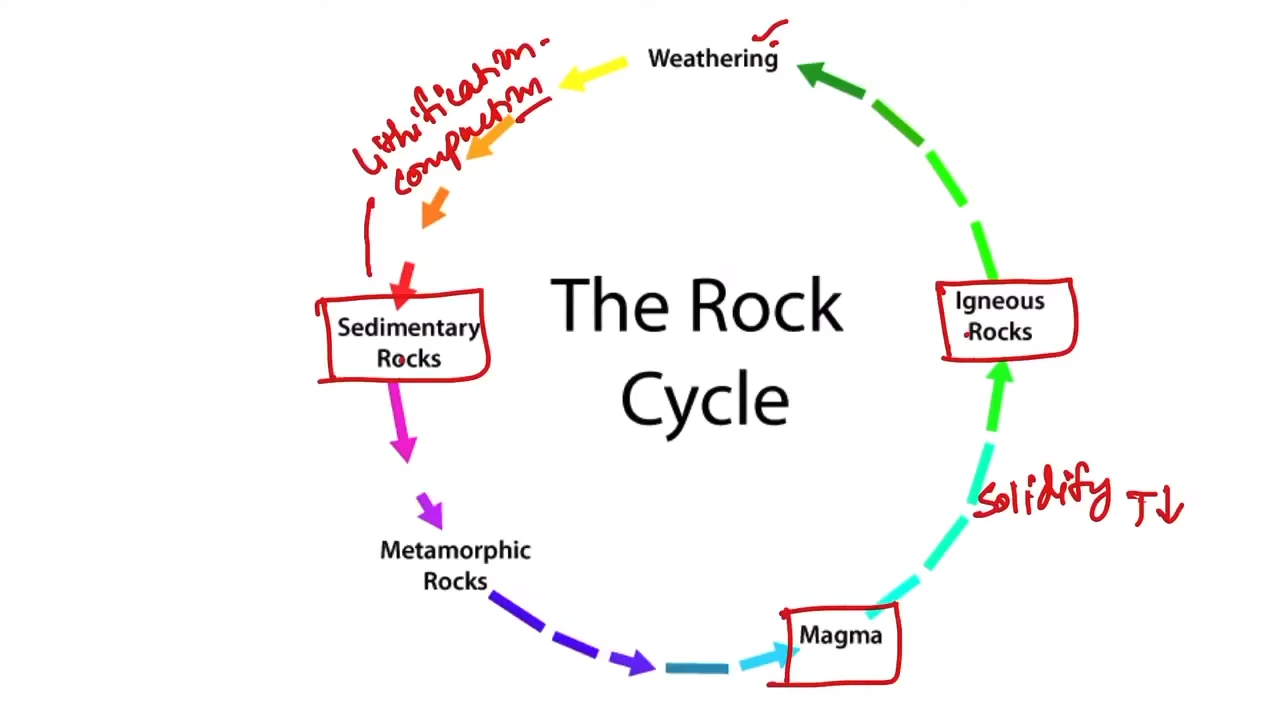 Weathering
Lithification
compaction
The Rock
Cycle
Sedimentary
Rocks
Igneous
Rocks
Solidify T↓
Metamorphic
Rocks
Magma